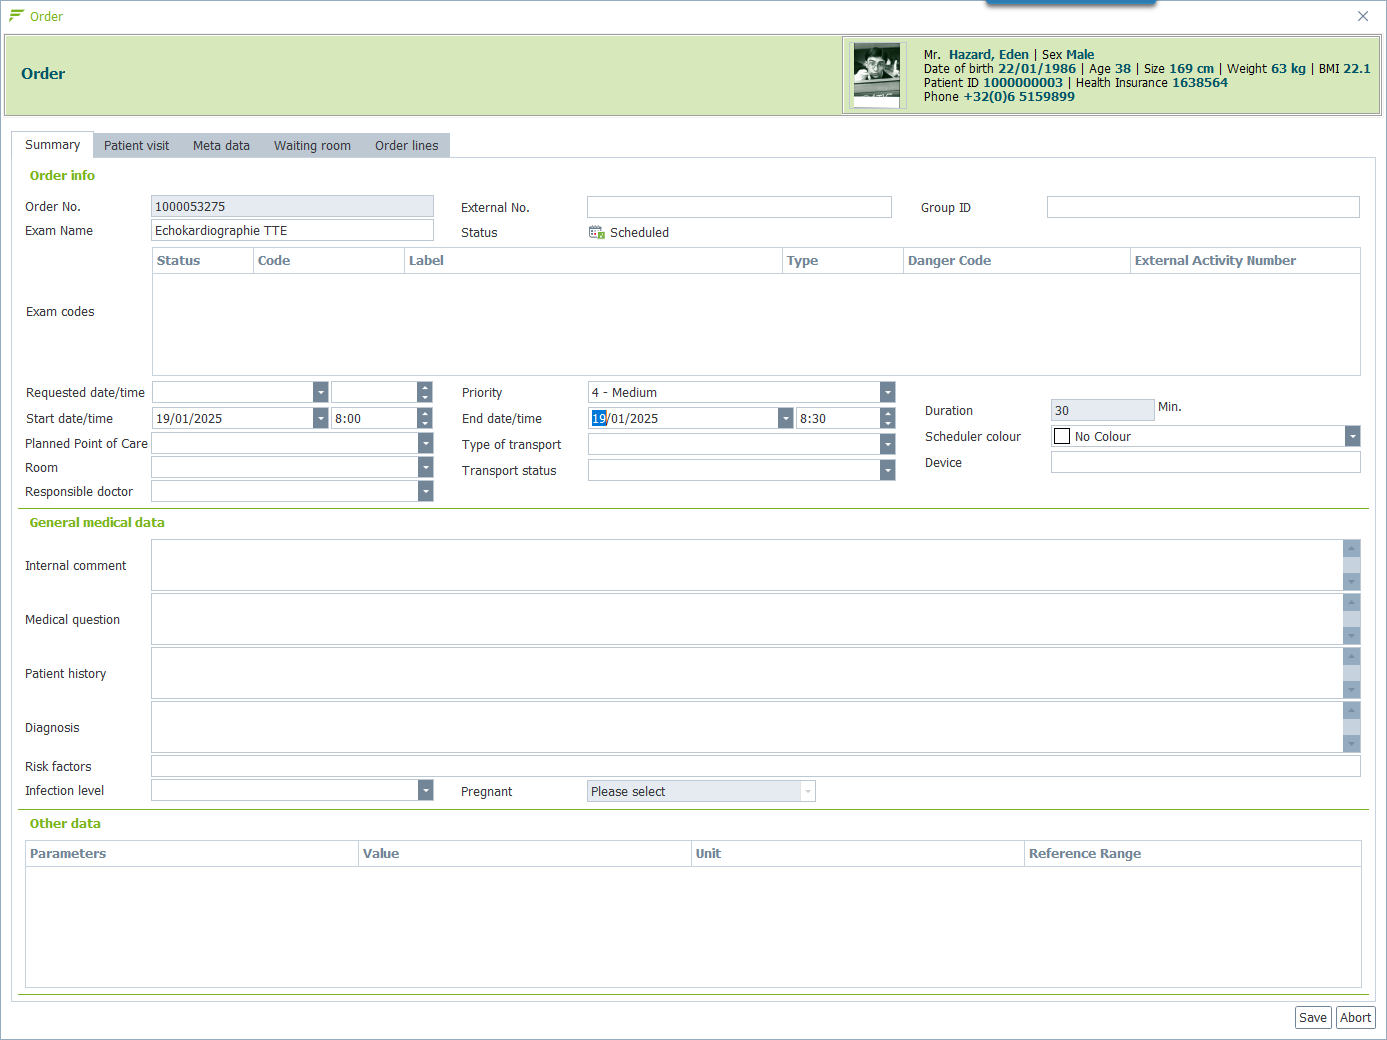 Order
Order
Mr. Hazard, Eden | Sex Male
Date of birth 22/01/1986 | Age 38 | Size 169 cm | Weight 63 kg | BMI 22.1
Patient ID 1000000003 | Health Insurance 1638564
Phone +32(0)6 5159899
Summary Patient visit Meta data Waiting room Order lines
Order info
Order No. 1000053275 External No. Group ID
Exam Name Echokardiographie TTE Status Scheduled
Status Code Label Type Danger Code External Activity Number
Exam codes
Requested date/time Priority 4 - Medium
Start date/time 19/01/2025 8:00 End date/time 19/01/2025 8:30
Duration 30 Min.
Planned Point of Care Type of transport
Scheduler colour No Colour
Room Transport status
Device
Responsible doctor
General medical data
Internal comment
Medical question
Patient history
Diagnosis
Risk factors
Infection level Pregnant Please select
Other data
Parameters Value Unit Reference Range
Save Abort